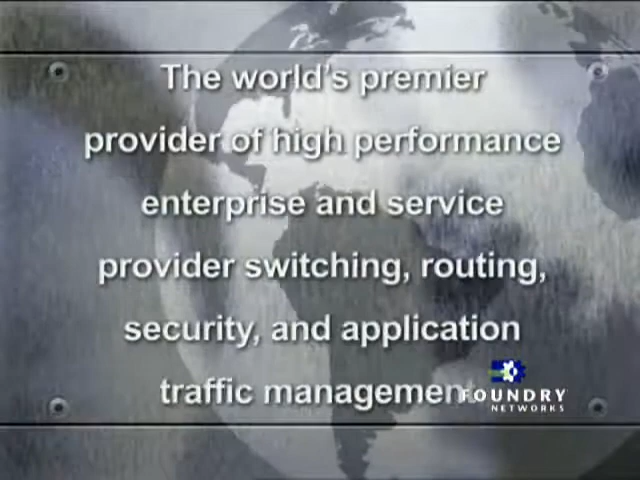 The world's premier
provider of high performance
enterprise and service
provider switching, routing,
security, and application
traffic management
FOUNDRY
NETWORKS